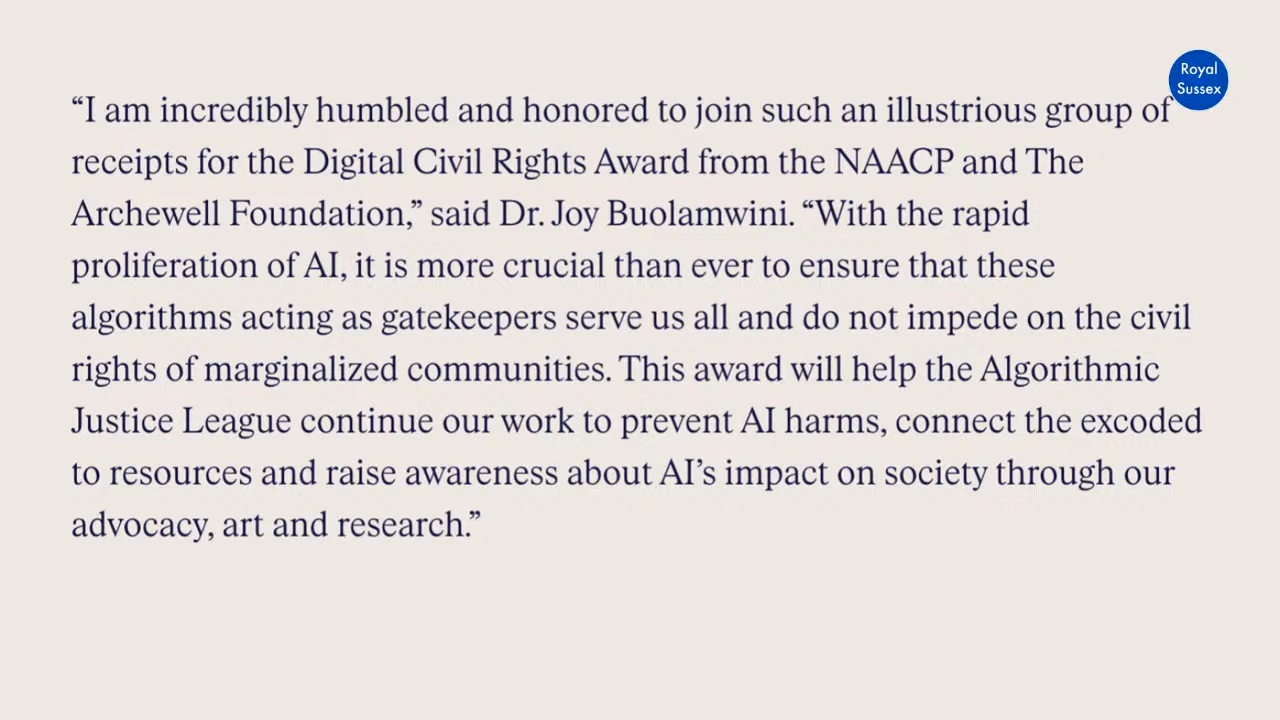 Royal
Sussex
“I am incredibly humbled and honored to join such an illustrious group of
receipts for the Digital Civil Rights Award from the NAACP and The
Archewell Foundation,” said Dr. Joy Buolamwini. “With the rapid
proliferation of AI, it is more crucial than ever to ensure that these
algorithms acting as gatekeepers serve us all and do not impede on the civil
rights of marginalized communities. This award will help the Algorithmic
Justice League continue our work to prevent AI harms, connect the excoded
to resources and raise awareness about AI’s impact on society through our
advocacy, art and research.”